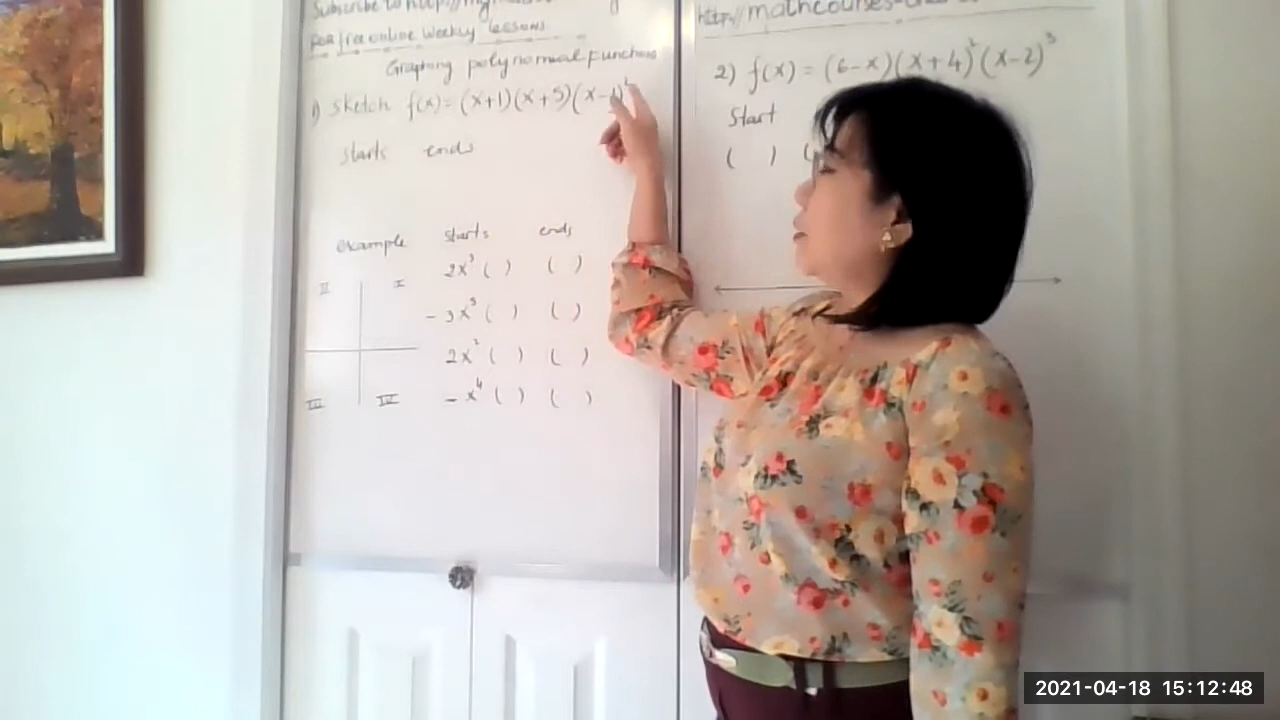 Subscribe to http://my
For free online weekly lessons
Graphing polynomial functions
1) sketch f(x) = (x+1)(x+5)(x-1)²
starts ends
example starts ends
II I 2x³ ( ) ( )
- 3x⁵ ( ) ( )
2x² ( ) ( )
III IV - x⁴ ( ) ( )
http://mathcourses-
2) f(x) = (6-x)(x+4)²(x-2)³
Start
( ) (
2021-04-18 15:12:48